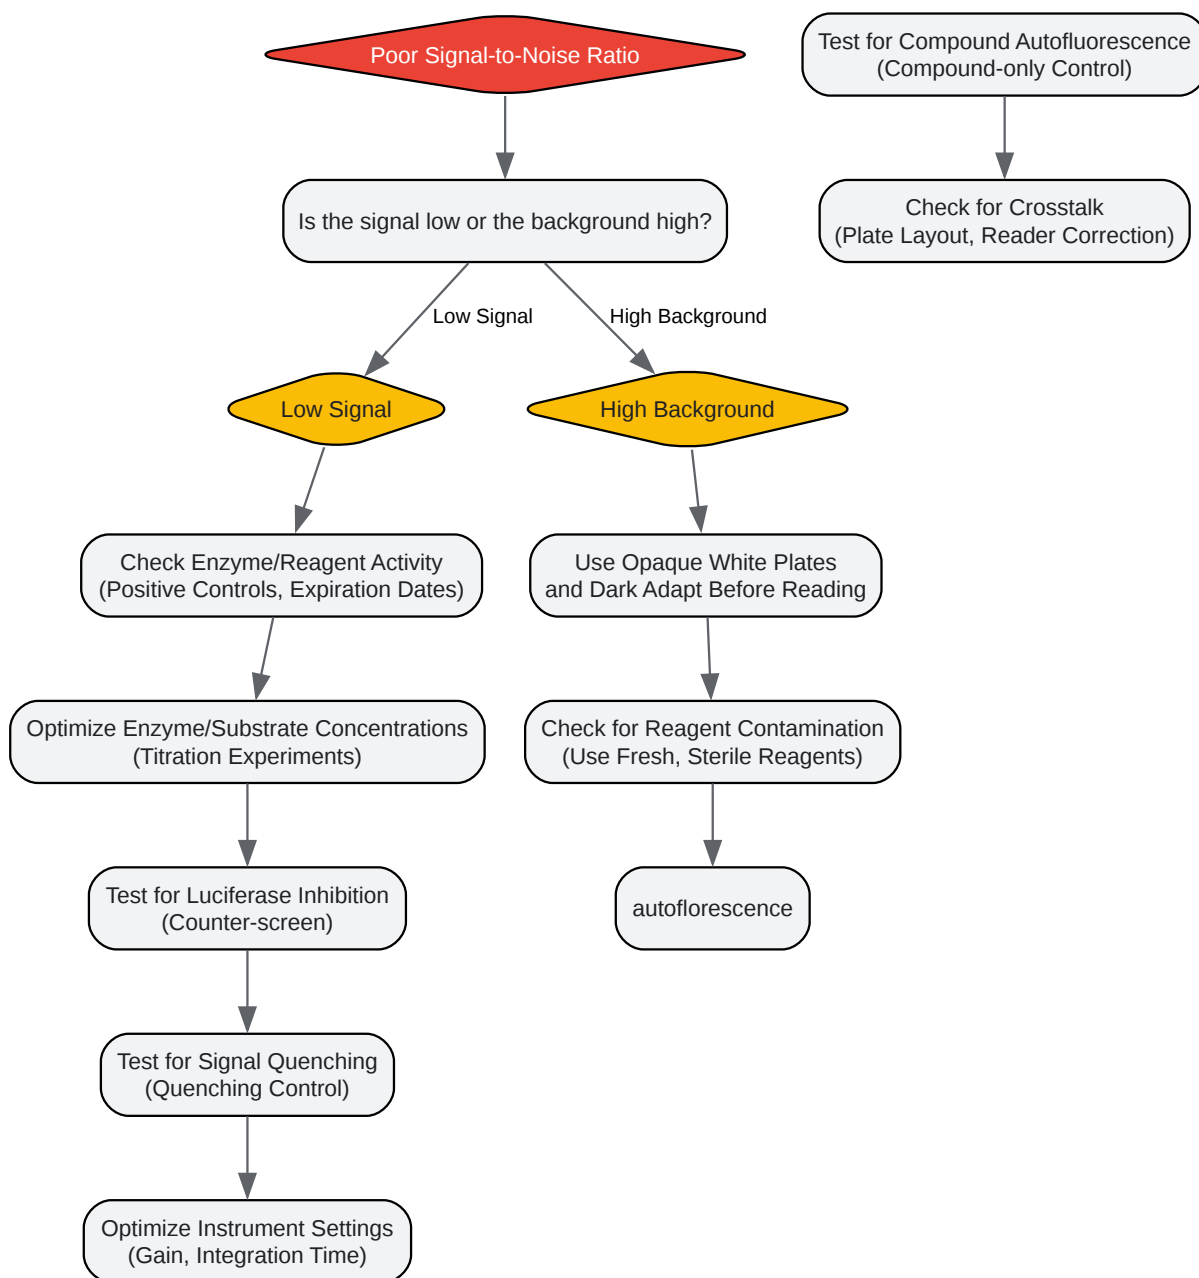 Poor Signal-to-Noise Ratio
Test for Compound Autofluorescence
(Compound-only Control)
Is the signal low or the background high?
Check for Crosstalk
(Plate Layout, Reader Correction)
Low Signal
High Background
Low Signal
High Background
Check Enzyme/Reagent Activity
(Positive Controls, Expiration Dates)
Use Opaque White Plates
and Dark Adapt Before Reading
Optimize Enzyme/Substrate Concentrations
(Titration Experiments)
Check for Reagent Contamination
(Use Fresh, Sterile Reagents)
Test for Luciferase Inhibition
(Counter-screen)
autoflorescence
Test for Signal Quenching
(Quenching Control)
Optimize Instrument Settings
(Gain, Integration Time)